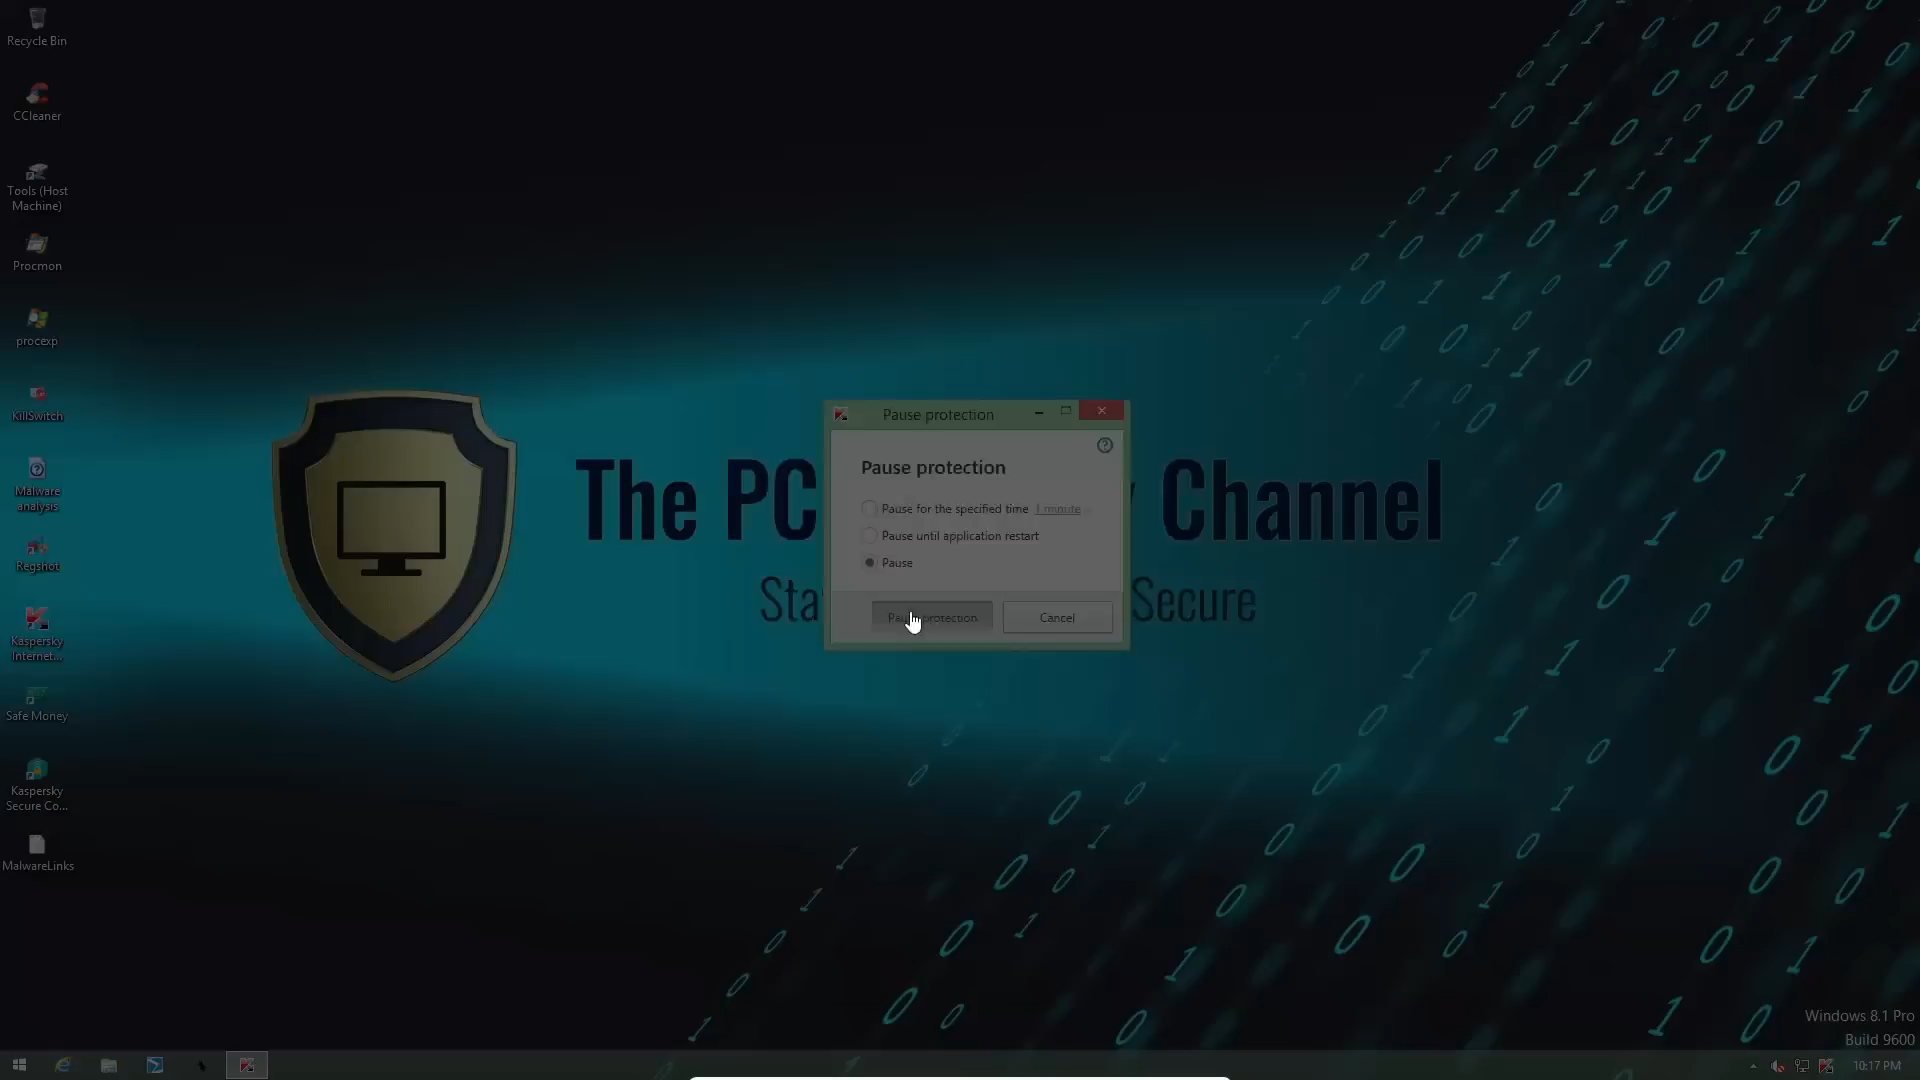 Recycle Bin
CCleaner
Tools (Host
Machine)
Procmon
procexp
KillSwitch
Malware
analysis
Regshot
Kaspersky
Internet...
Safe Money
Kaspersky
Secure Co...
MalwareLinks
The PC
Channel
Secure
Pause protection
Pause protection
Pause for the specified time 1 minute
Pause until application restart
Pause
protection
Cancel
Windows 8.1 Pro
Build 9600
10:17 PM